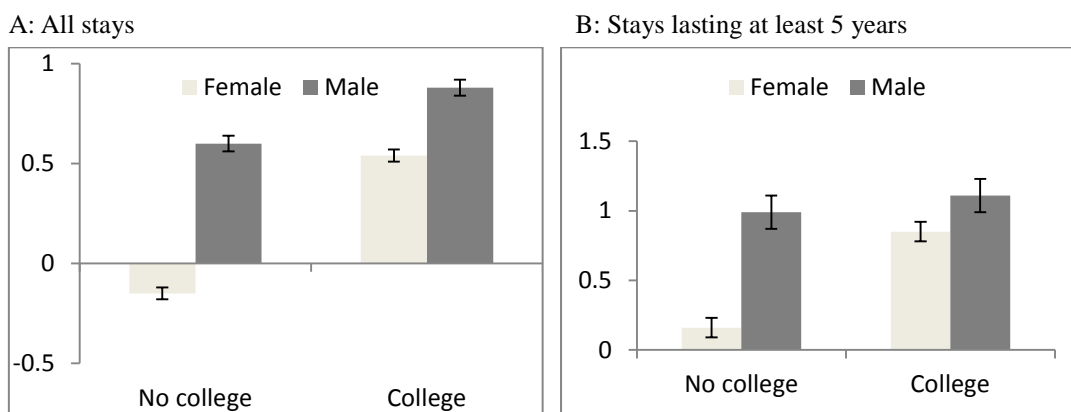 A: All stays
B: Stays lasting at least 5 years
1
Female Male
0.5
0
-0.5
No college College
Female Male
1.5
1
0.5
0
No college College